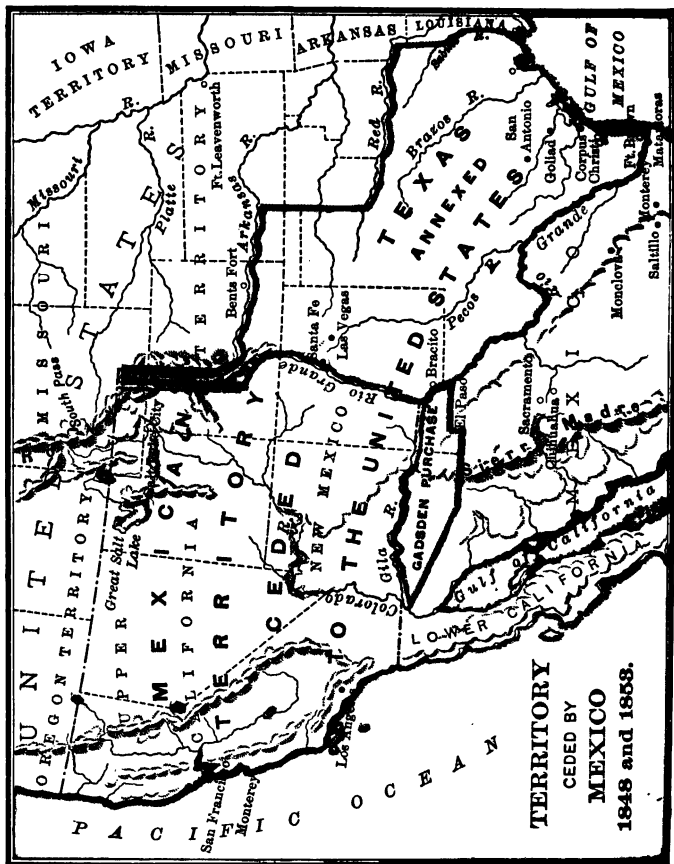 IOWA
TERRITORY
MISSOURI
ARKANSAS
LOUISIANA
UNITED STATES
MISSOURI TERRITORY
OREGON TERRITORY
Missouri R.
Platte R.
Ft. Leavenworth
Arkansas R.
Red R.
Brazos R.
Bents Fort
South Pass
Great Salt
Lake
City
UPPER CALIFORNIA
MEXICAN
TERRITORY
CEDED
TO THE UNITED STATES
NEW MEXICO
TEXAS
ANNEXED
Santa Fe
Las Vegas
Rio Grande
Pecos R.
Bracito
El Paso
GADSDEN PURCHASE
Gila R.
Colorado
San
Antonio
Goliad
Corpus
Christi
GULF OF
MEXICO
Matamoras
Monterey
Saltillo
Monclova
Rio Grande
Sacramento
Chihuahua
Sierra Madre
MEXICO
Gulf of California
LOWER CALIFORNIA
San Francisco
Monterey
Los Angeles
PACIFIC OCEAN
TERRITORY
CEDED BY
MEXICO
1848 and 1853.